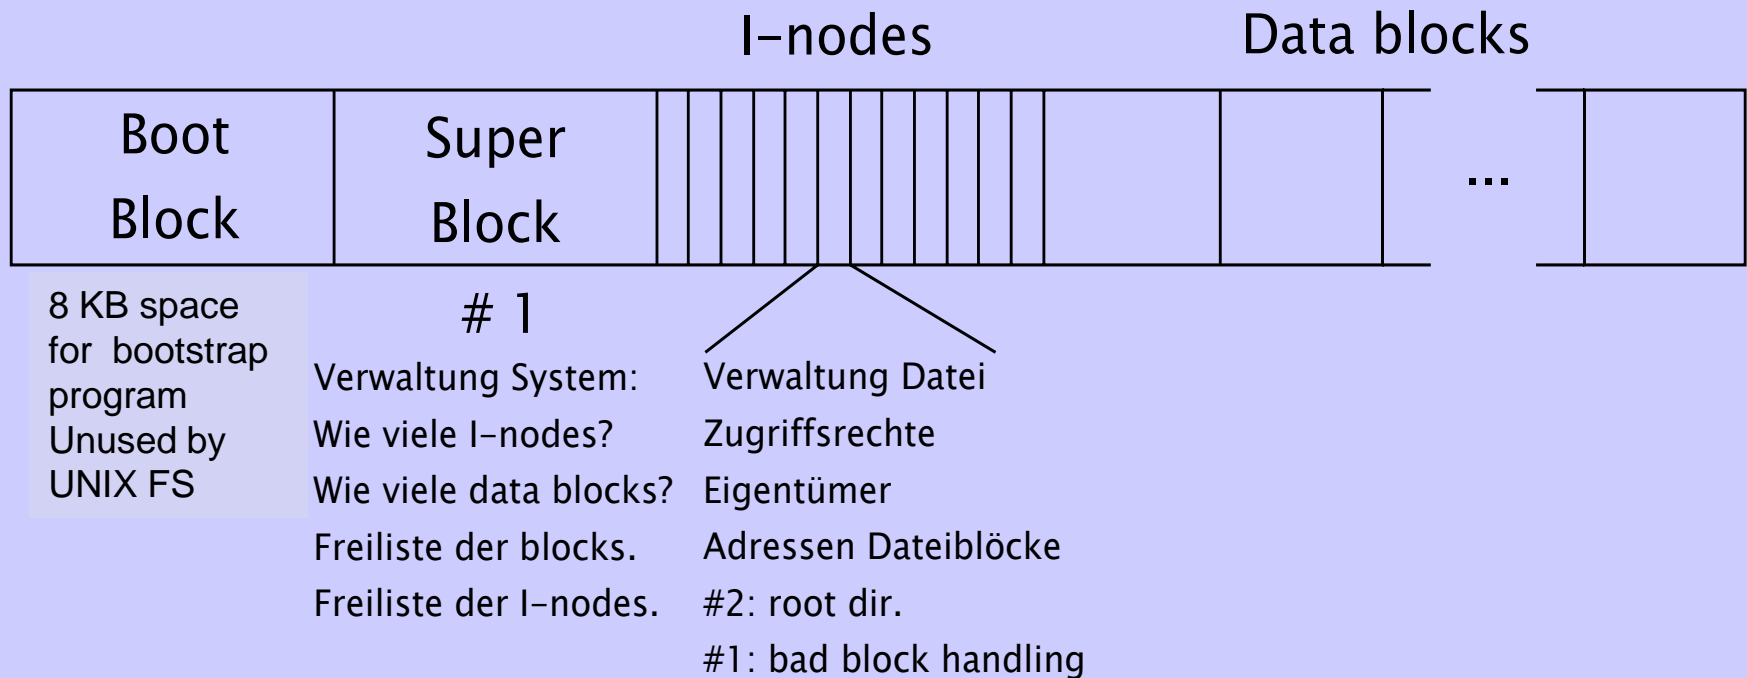 I-nodes
Data blocks
Boot
Block
Super
Block
...
8 KB space
for bootstrap
program
Unused by
UNIX FS
# 1
Verwaltung System:
Wie viele I-nodes?
Wie viele data blocks?
Freiliste der blocks.
Freiliste der I-nodes.
Verwaltung Datei
Zugriffsrechte
Eigentümer
Adressen Dateiblöcke
#2: root dir.
#1: bad block handling